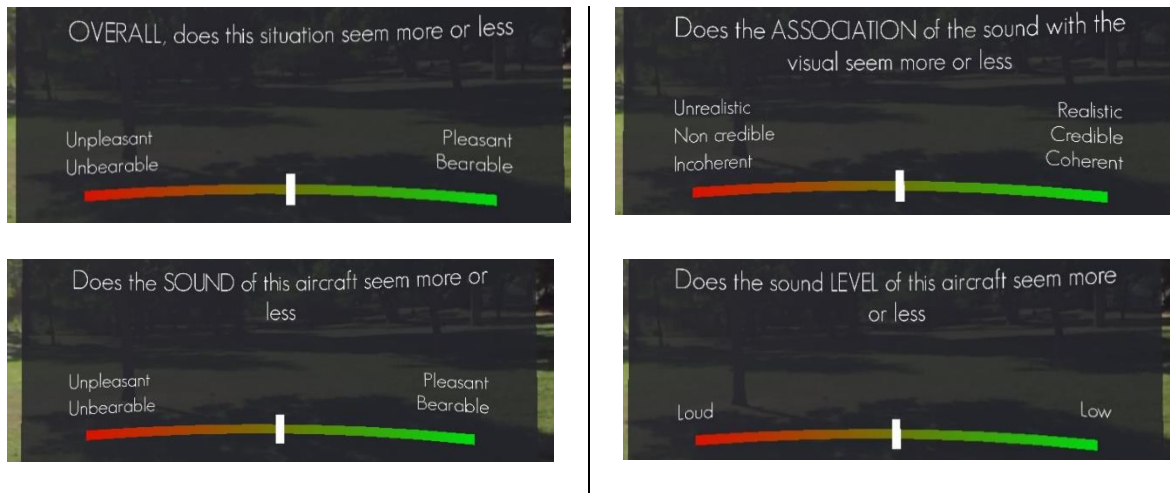 OVERALL, does this situation seem more or less
Unpleasant
Unbearable
Pleasant
Bearable
Does the SOUND of this aircraft seem more or
less
Unpleasant
Unbearable
Pleasant
Bearable
Does the ASSOCIATION of the sound with the
visual seem more or less
Unrealistic
Non credible
Incoherent
Realistic
Credible
Coherent
Does the sound LEVEL of this aircraft seem more
or less
Loud
Low